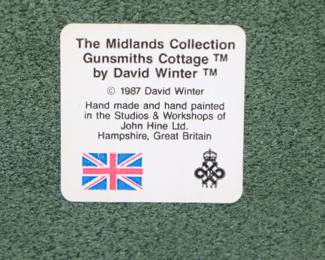 The Midlands Collection
Gunsmiths Cottage ™
by David Winter ™
© 1987 David Winter
Hand made and hand painted
in the Studios & Workshops of
John Hine Ltd.
Hampshire, Great Britain